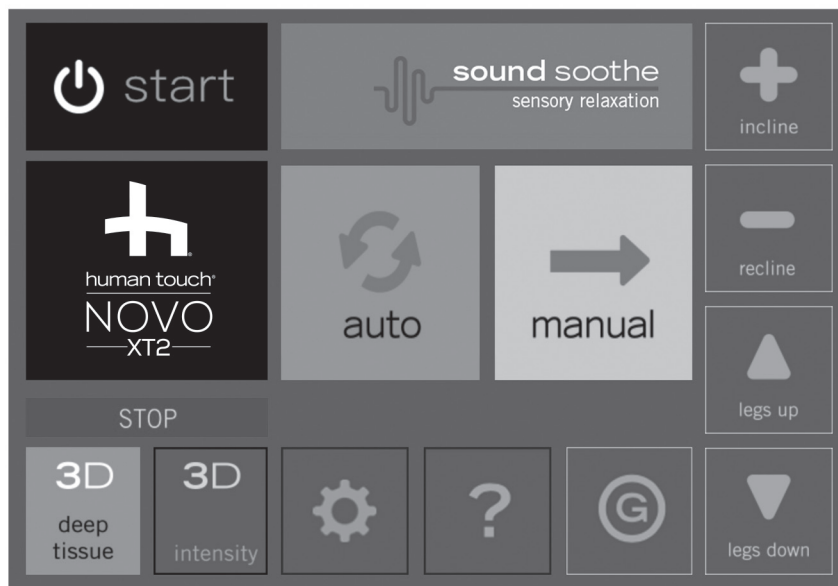 start
sound soothe
sensory relaxation
incline
h
human touch®
NOVO
XT2
auto
manual
recline
STOP
legs up
3D
deep
tissue
3D
intensity
?
G
legs down